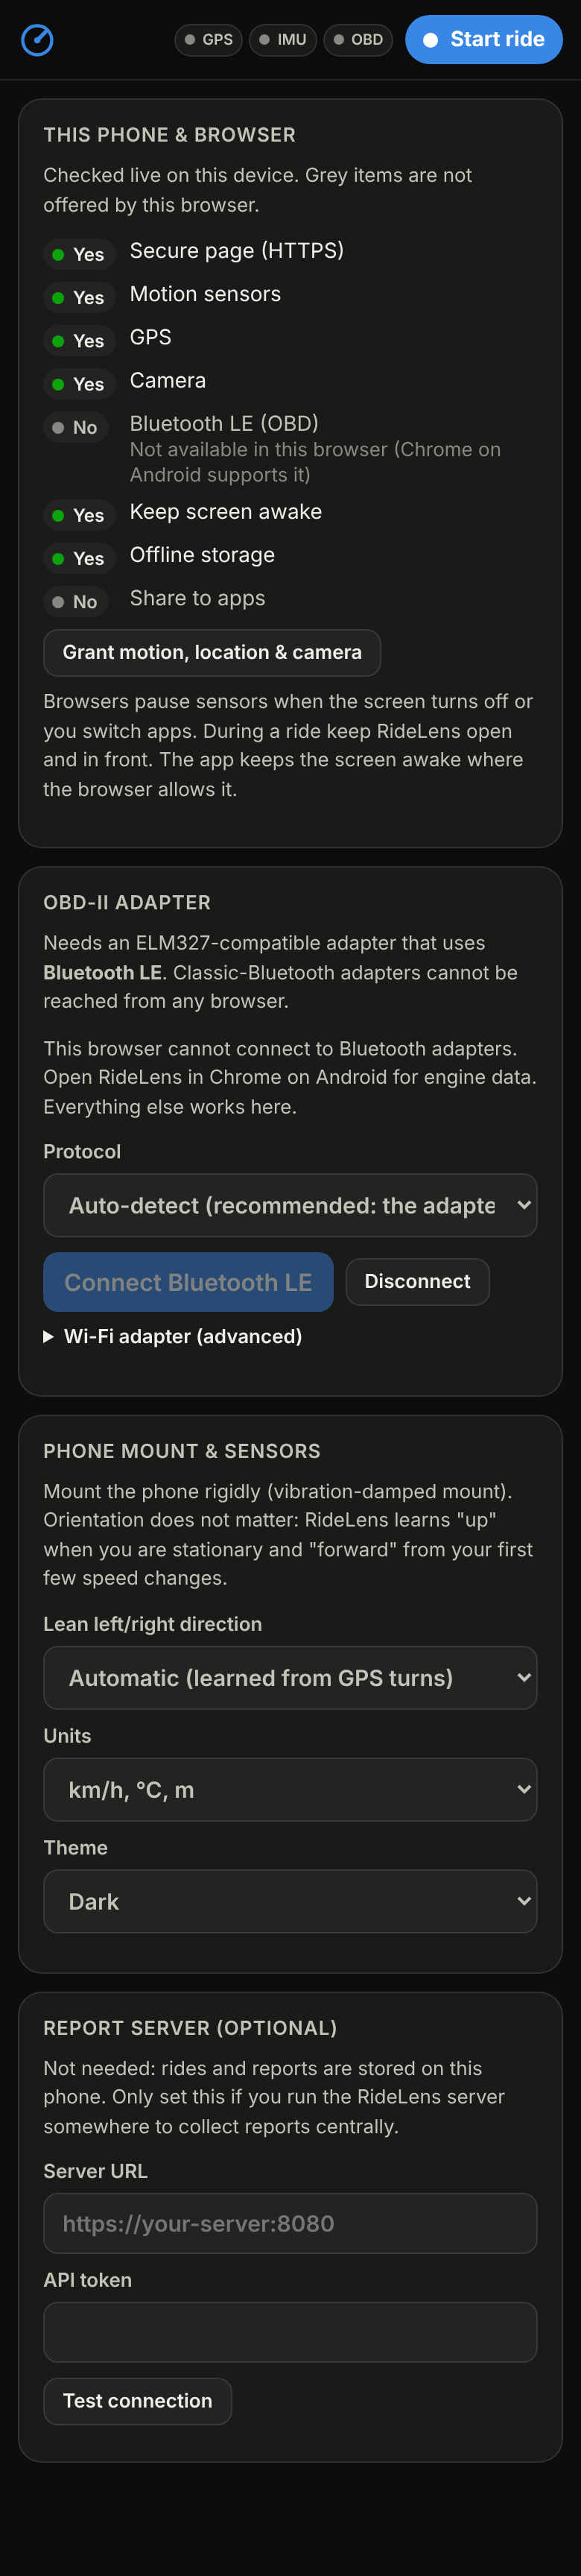 GPS IMU OBD Start ride
THIS PHONE & BROWSER
Checked live on this device. Grey items are not
offered by this browser.
Yes Secure page (HTTPS)
Yes Motion sensors
Yes GPS
Yes Camera
No Bluetooth LE (OBD)
Not available in this browser (Chrome on
Android supports it)
Yes Keep screen awake
Yes Offline storage
No Share to apps
Grant motion, location & camera
Browsers pause sensors when the screen turns off or
you switch apps. During a ride keep RideLens open
and in front. The app keeps the screen awake where
the browser allows it.
OBD-II ADAPTER
Needs an ELM327-compatible adapter that uses
Bluetooth LE. Classic-Bluetooth adapters cannot be
reached from any browser.
This browser cannot connect to Bluetooth adapters.
Open RideLens in Chrome on Android for engine data.
Everything else works here.
Protocol
Auto-detect (recommended: the adapte
Connect Bluetooth LE Disconnect
Wi-Fi adapter (advanced)
PHONE MOUNT & SENSORS
Mount the phone rigidly (vibration-damped mount).
Orientation does not matter: RideLens learns "up"
when you are stationary and "forward" from your first
few speed changes.
Lean left/right direction
Automatic (learned from GPS turns)
Units
km/h, °C, m
Theme
Dark
REPORT SERVER (OPTIONAL)
Not needed: rides and reports are stored on this
phone. Only set this if you run the RideLens server
somewhere to collect reports centrally.
Server URL
https://your-server:8080
API token
Test connection